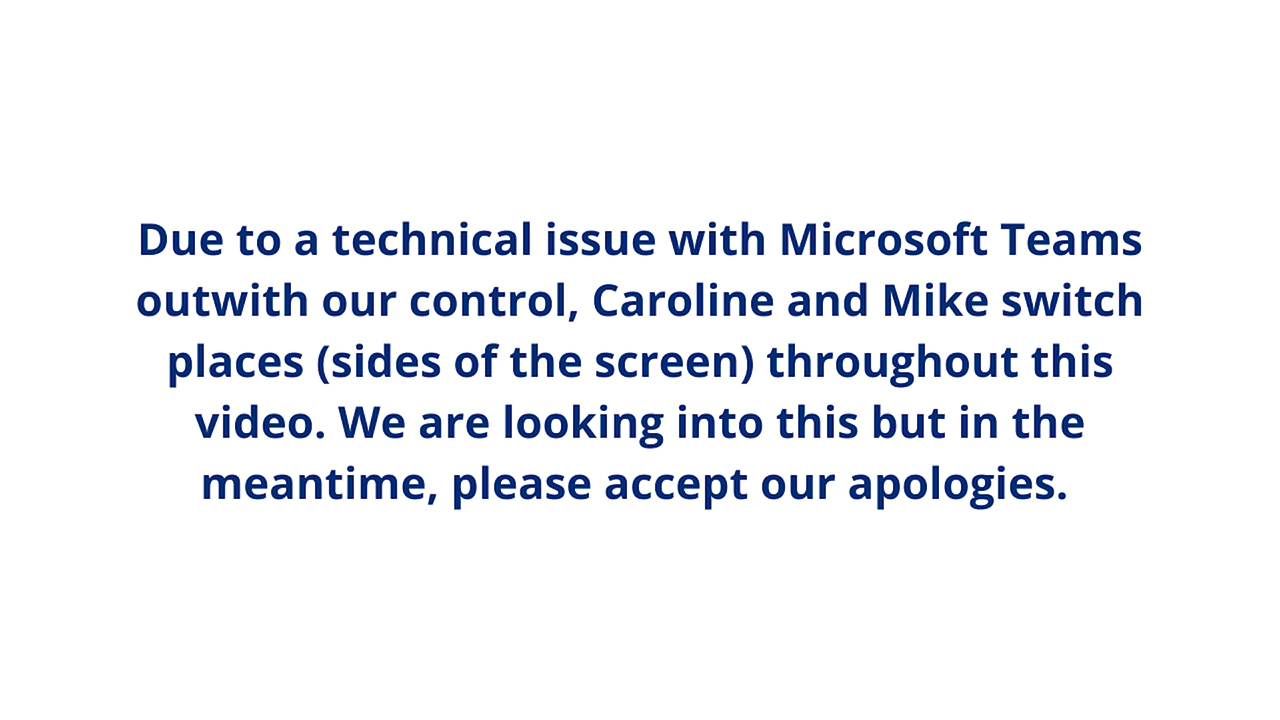 Due to a technical issue with Microsoft Teams
outwith our control, Caroline and Mike switch
places (sides of the screen) throughout this
video. We are looking into this but in the
meantime, please accept our apologies.